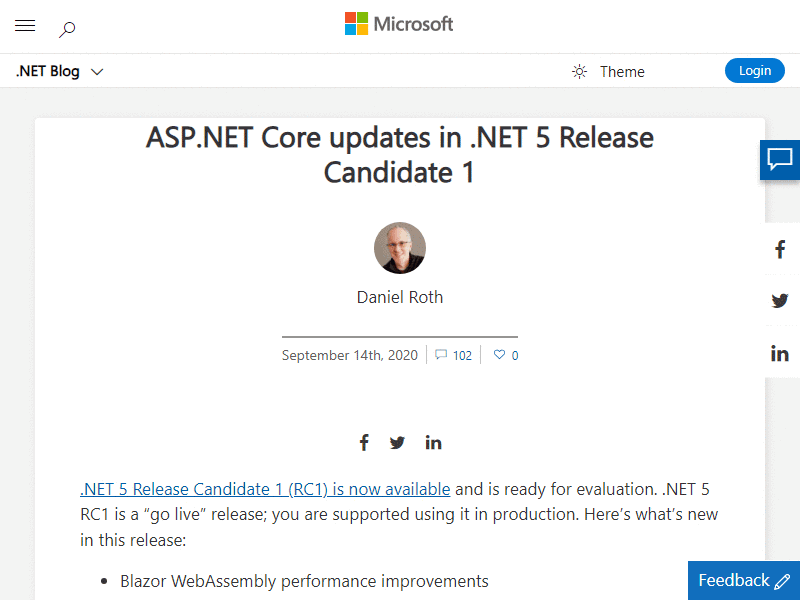 Microsoft
.NET Blog
Theme
Login
ASP.NET Core updates in .NET 5 Release
Candidate 1
Daniel Roth
September 14th, 2020
102
0
.NET 5 Release Candidate 1 (RC1) is now available and is ready for evaluation. .NET 5
RC1 is a “go live” release; you are supported using it in production. Here’s what’s new
in this release:
• Blazor WebAssembly performance improvements
Feedback